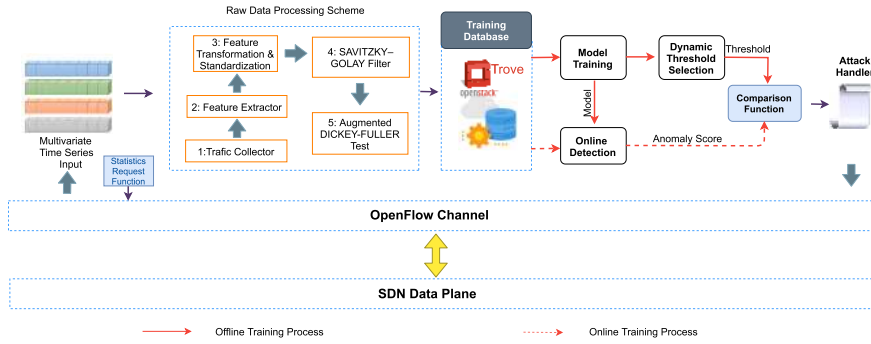 Raw Data Processing Scheme
Multivariate
Time Series
Input
Statistics
Request
Function
1:Trafic Collector
2: Feature Extractor
3: Feature
Transformation &
Standardization
4: SAVITZKY–
GOLAY Filter
5: Augmented
DICKEY-FULLER
Test
Training
Database
Trove
openstack
Model
Training
Model
Online
Detection
Dynamic
Threshold
Selection
Threshold
Anomaly Score
Comparison
Function
Attack
Handler
OpenFlow Channel
SDN Data Plane
Offline Training Process
Online Training Process